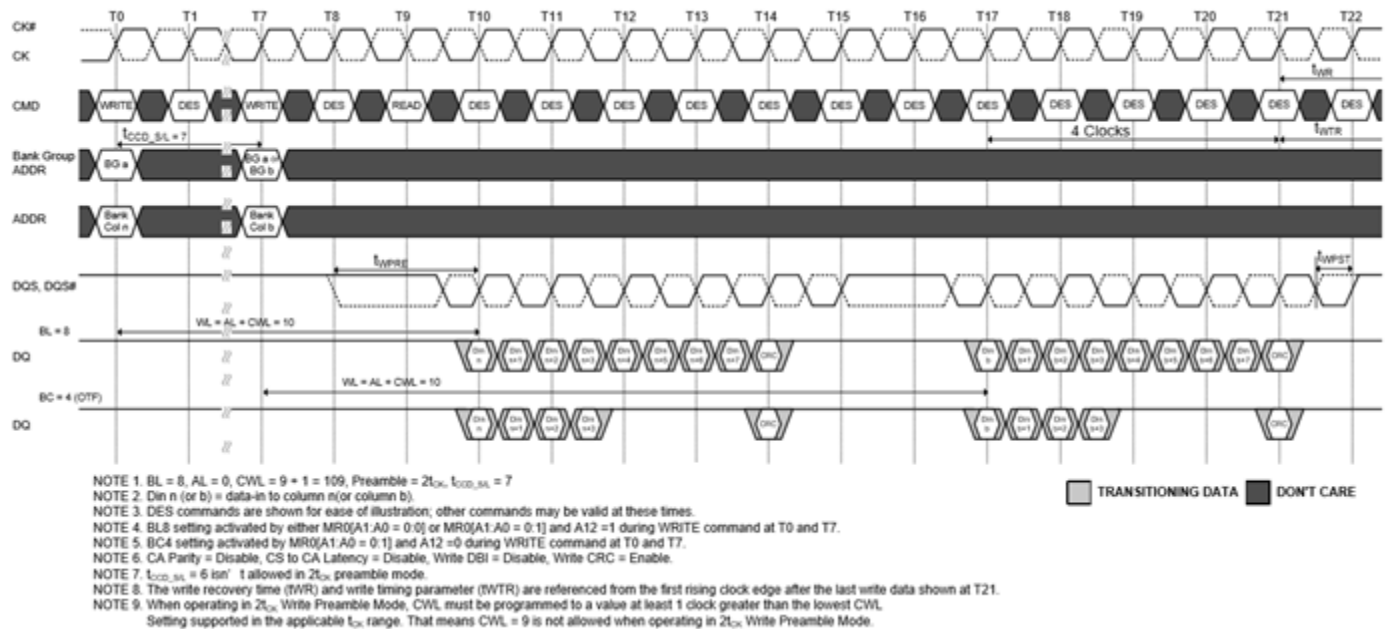 T0 T1 T7 T8 T9 T10 T11 T12 T13 T14 T15 T16 T17 T18 T19 T20 T21 T22
CK#
CK
tWR
CMD WRITE DES WRITE DES READ DES DES DES DES DES DES DES DES DES DES DES DES DES
tCCD_S/L = 7
4 Clocks
tWTR
Bank Group
ADDR
BG a
BG a or
BG b
ADDR
Bank
Col n
Bank
Col b
tWPRE
tWPST
DQS, DQS#
WL = AL + CWL = 10
BL = 8
DQ
Din n Din n+1 Din n+2 Din n+3 Din n+4 Din n+5 Din n+6 Din n+7 CRC Din b Din b+1 Din b+2 Din b+3 Din b+4 Din b+5 Din b+6 Din b+7 CRC
WL = AL + CWL = 10
BC = 4 (OTF)
DQ
Din n Din n+1 Din n+2 Din n+3 CRC Din b Din b+1 Din b+2 Din b+3 CRC
NOTE 1. BL = 8, AL = 0, CWL = 9 + 1 = 109, Preamble = 2tCK, tCCD_S/L = 7
NOTE 2. Din n (or b) = data-in to column n(or column b).
NOTE 3. DES commands are shown for ease of illustration; other commands may be valid at these times.
NOTE 4. BL8 setting activated by either MR0[A1:A0 = 0:0] or MR0[A1:A0 = 0:1] and A12 =1 during WRITE command at T0 and T7.
NOTE 5. BC4 setting activated by MR0[A1:A0 = 0:1] and A12 =0 during WRITE command at T0 and T7.
NOTE 6. CA Parity = Disable, CS to CA Latency = Disable, Write DBI = Disable, Write CRC = Enable.
NOTE 7. tCCD_S/L = 6 isn' t allowed in 2tCK preamble mode.
NOTE 8. The write recovery time (tWR) and write timing parameter (tWTR) are referenced from the first rising clock edge after the last write data shown at T21.
NOTE 9. When operating in 2tCK Write Preamble Mode, CWL must be programmed to a value at least 1 clock greater than the lowest CWL
Setting supported in the applicable tCK range. That means CWL = 9 is not allowed when operating in 2tCK Write Preamble Mode.
TRANSITIONING DATA
DON'T CARE